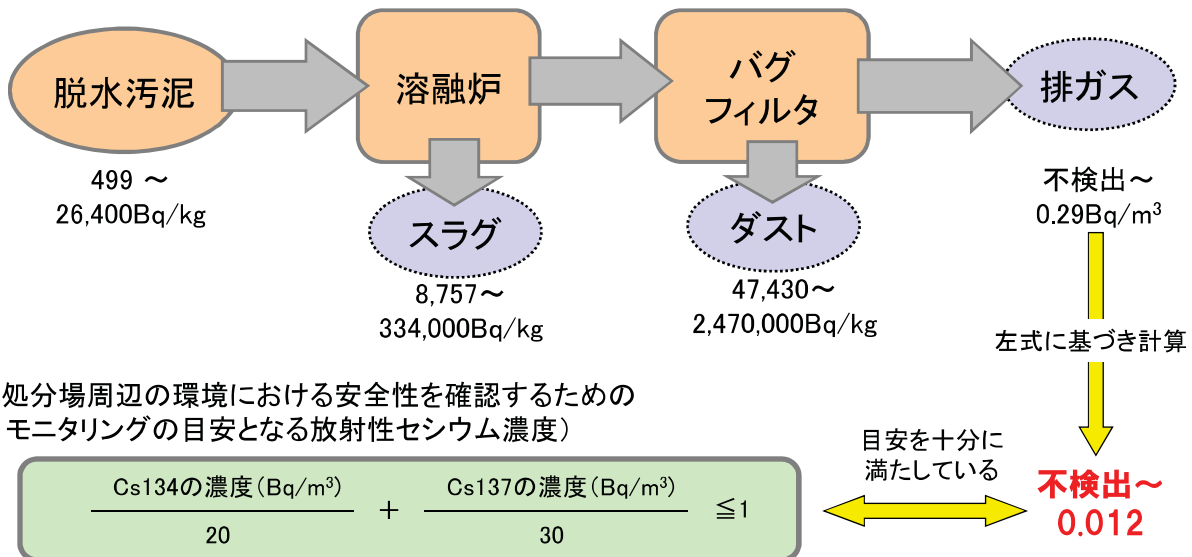 脱水汚泥
499 ～
26,400Bq/kg
溶融炉
スラグ
8,757～
334,000Bq/kg
バグ
フィルタ
ダスト
47,430～
2,470,000Bq/kg
排ガス
不検出～
0.29Bq/m³
左式に基づき計算
処分場周辺の環境における安全性を確認するための
モニタリングの目安となる放射性セシウム濃度）
Cs134の濃度（Bq/m³）
20
+
Cs137の濃度（Bq/m³）
30
≦1
目安を十分に
満たしている
不検出～
0.012